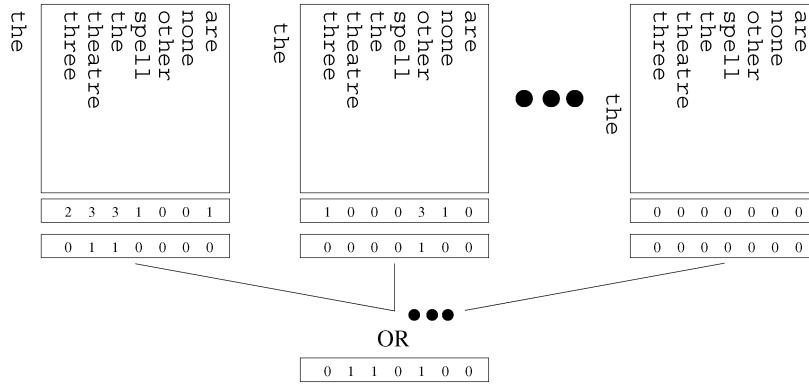 the
three
theatre
the
spell
other
none
are
2 3 3 1 0 0 1
0 1 1 0 0 0 0
the
three
theatre
the
spell
other
none
are
1 0 0 0 3 1 0
0 0 0 0 1 0 0
the
three
theatre
the
spell
other
none
are
0 0 0 0 0 0 0
0 0 0 0 0 0 0
OR
0 1 1 0 1 0 0